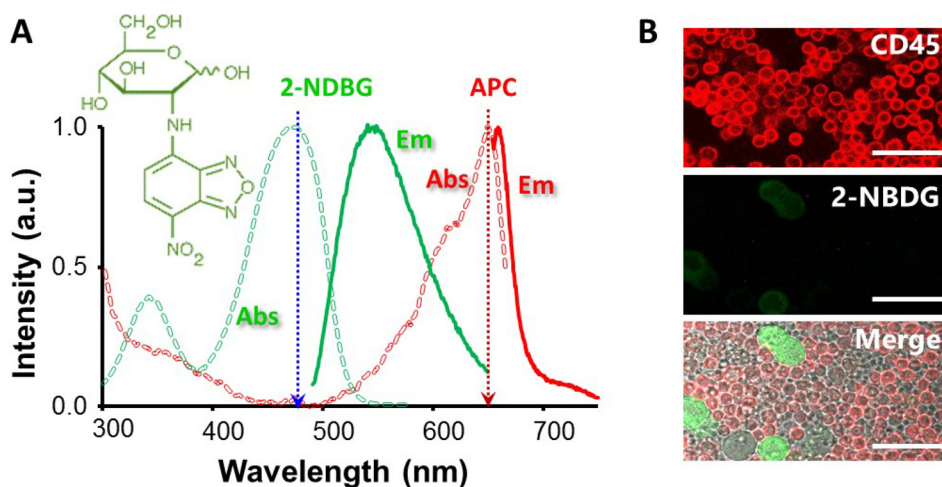 A
CH₂OH
OH
OH
HO
OH
NH
N
O
N
NO₂
2-NDBG
APC
Em
Abs
Em
Abs
Intensity (a.u.)
1.0
0.5
0.0
300 400 500 600 700
Wavelength (nm)
B
CD45
2-NBDG
Merge